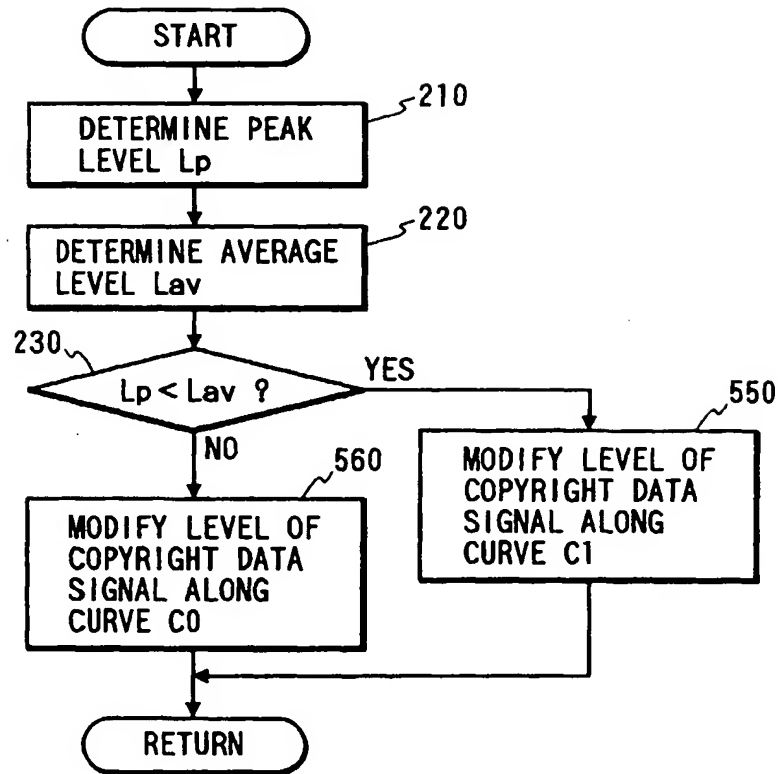 START
210
DETERMINE PEAK
LEVEL Lp
220
DETERMINE AVERAGE
LEVEL Lav
230
Lp < Lav ?
YES
NO
550
MODIFY LEVEL OF
COPYRIGHT DATA
SIGNAL ALONG
CURVE C1
560
MODIFY LEVEL OF
COPYRIGHT DATA
SIGNAL ALONG
CURVE C0
RETURN